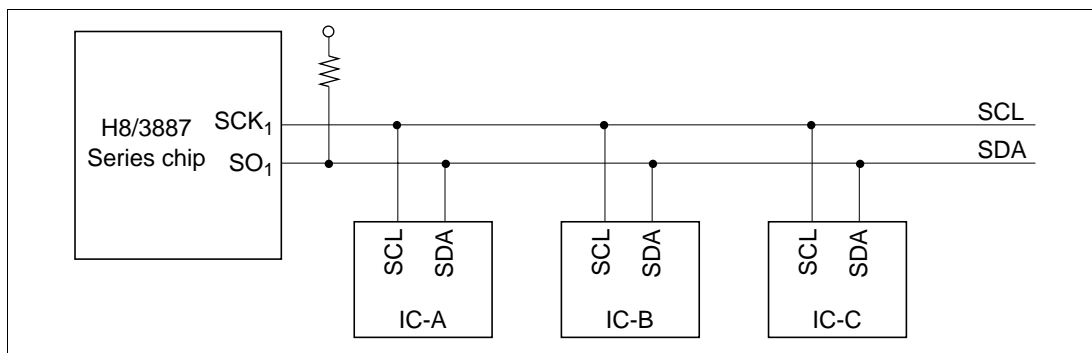 H8/3887
Series chip
SCK₁
SO₁
SCL
SDA
SCL
SDA
IC-A
SCL
SDA
IC-B
SCL
SDA
IC-C